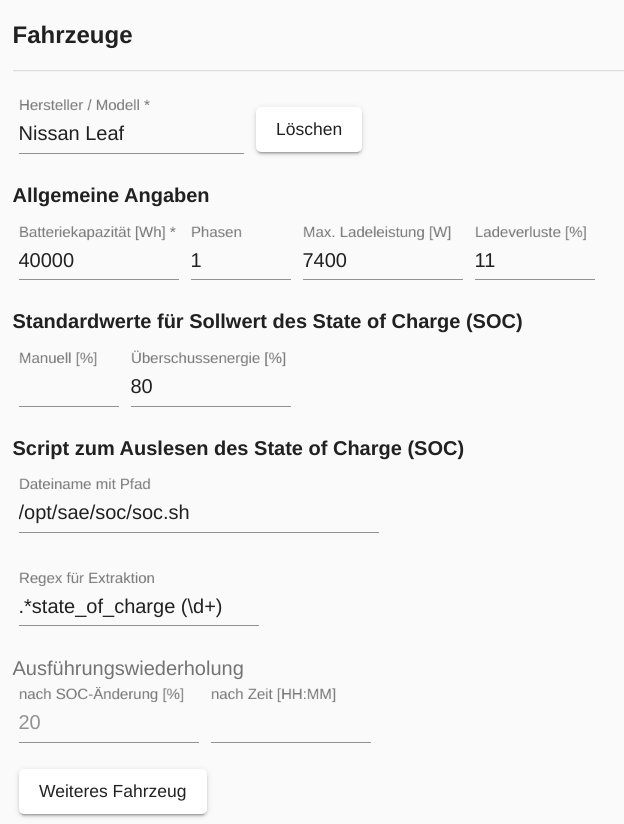 Fahrzeuge
Hersteller / Modell *
Nissan Leaf
Löschen
Allgemeine Angaben
Batteriekapazität [Wh] * Phasen Max. Ladeleistung [W] Ladeverluste [%]
40000 1 7400 11
Standardwerte für Sollwert des State of Charge (SOC)
Manuell [%] Überschussenergie [%]
80
Script zum Auslesen des State of Charge (SOC)
Dateiname mit Pfad
/opt/sae/soc/soc.sh
Regex für Extraktion
.*state_of_charge (\d+)
Ausführungswiederholung
nach SOC-Änderung [%] nach Zeit [HH:MM]
20
Weiteres Fahrzeug